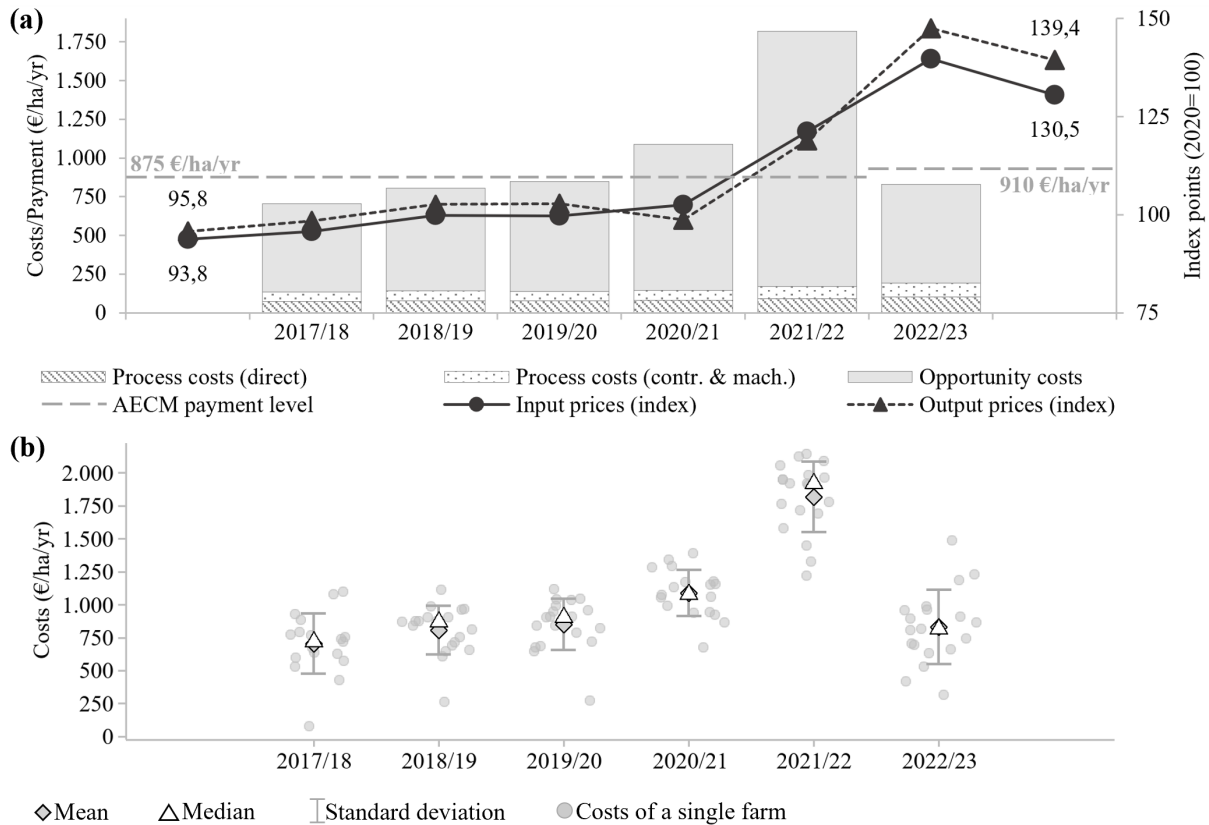 (a)
Costs/Payment (€/ha/yr)
1.750
1.500
1.250
1.000
750
500
250
0
875 €/ha/yr
95,8
93,8
139,4
130,5
910 €/ha/yr
150
125
100
75
Index points (2020=100)
2017/18 2018/19 2019/20 2020/21 2021/22 2022/23
Process costs (direct) Process costs (contr. & mach.) Opportunity costs
AECM payment level Input prices (index) Output prices (index)
(b)
Costs (€/ha/yr)
2.000
1.750
1.500
1.250
1.000
750
500
250
0
2017/18 2018/19 2019/20 2020/21 2021/22 2022/23
Mean Median Standard deviation Costs of a single farm